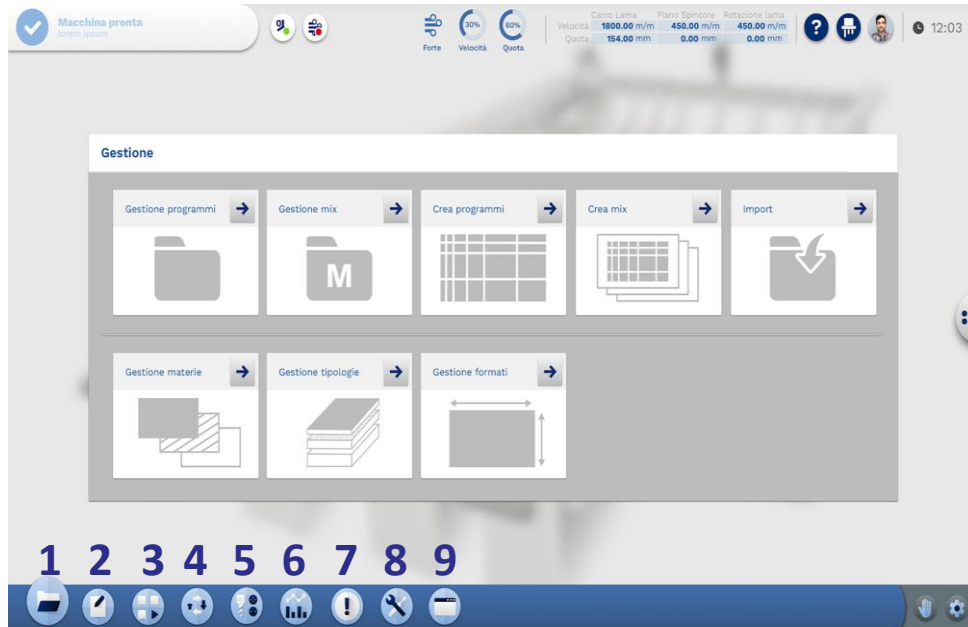 Macchina pronta
lorem ipsum
Forte
30%
Velocità
60%
Quota
Carro Lama Piano Spintore Rotazione lama
Velocità 1800.00 m/m 450.00 m/m 450.00 m/m
Quota 154.00 mm 0.00 mm 0.00 mm
?
12:03
Gestione
Gestione programmi
Gestione mix
Crea programmi
Crea mix
Import
M
Gestione materie
Gestione tipologie
Gestione formati
1 2 3 4 5 6 7 8 9
!